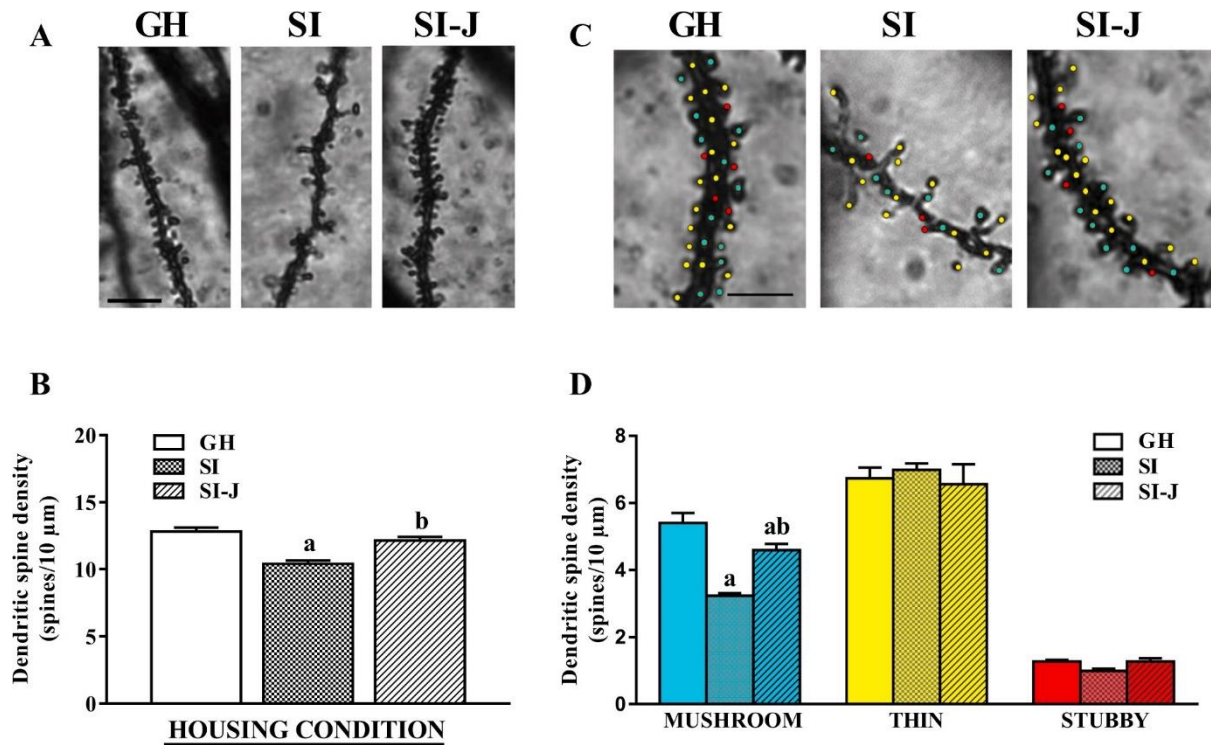 A
GH
SI
SI-J
C
GH
SI
SI-J
B
Dendritic spine density
(spines/10 µm)
20
15
10
5
0
GH
SI
SI-J
a
b
HOUSING CONDITION
D
Dendritic spine density
(spines/10 µm)
8
6
4
2
0
GH
SI
SI-J
a
ab
MUSHROOM
THIN
STUBBY